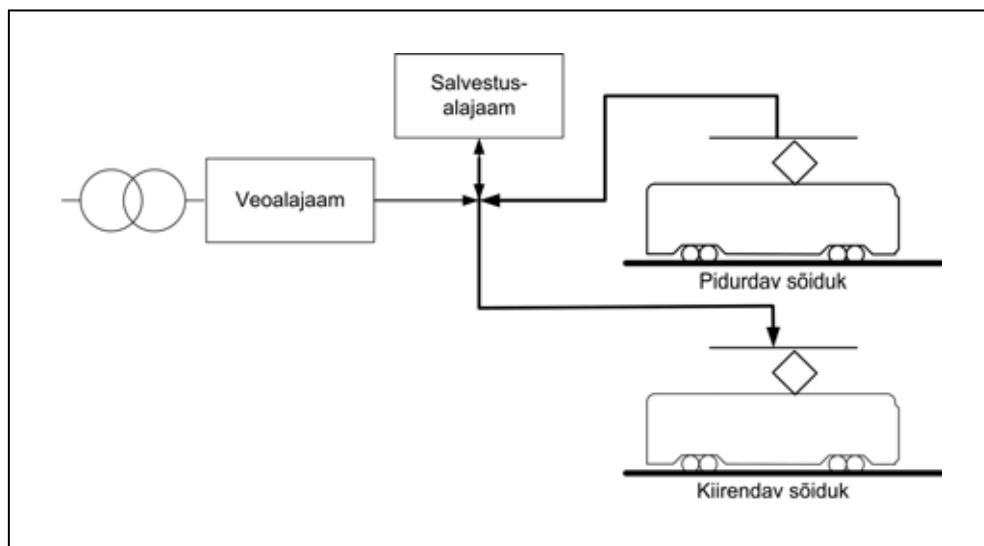 Salvestus-
alajaam
Veoalajaam
Pidurdav sõiduk
Kiirendav sõiduk